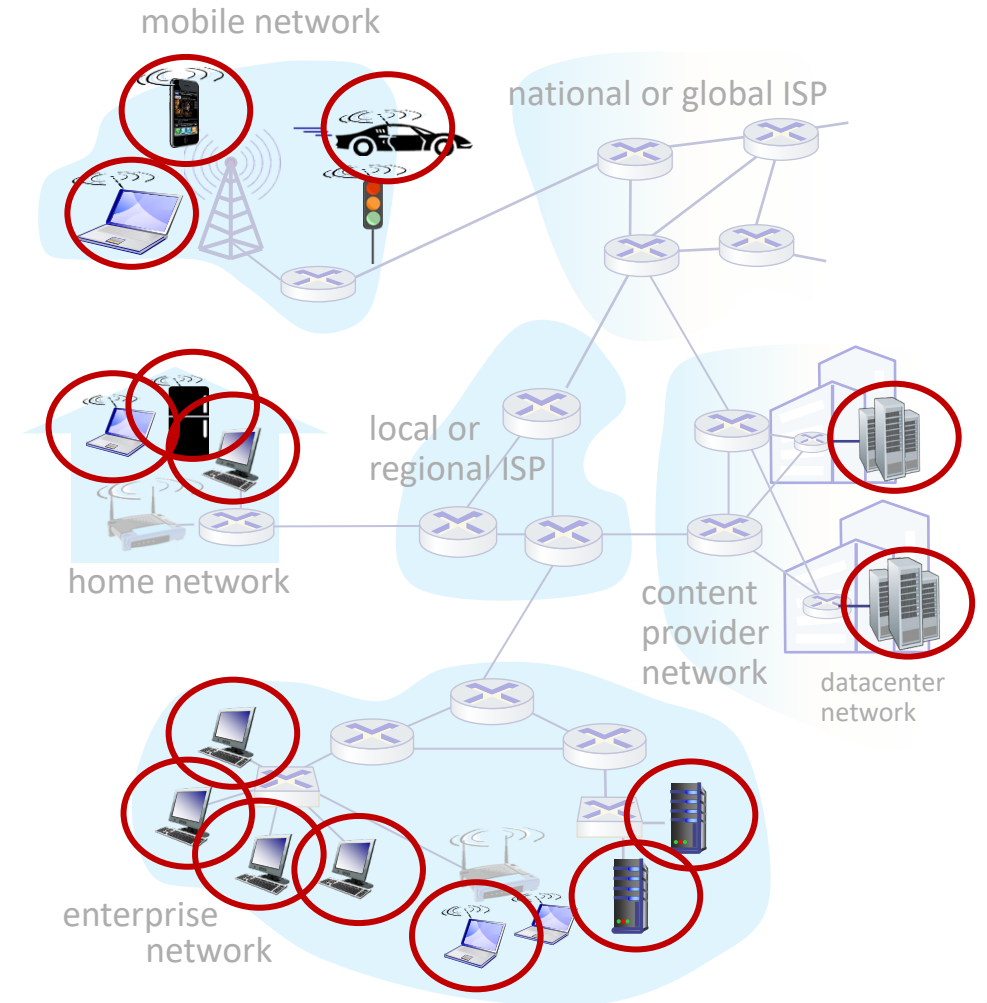 mobile network
national or global ISP
local or
regional ISP
home network
content
provider
network
datacenter
network
enterprise
network